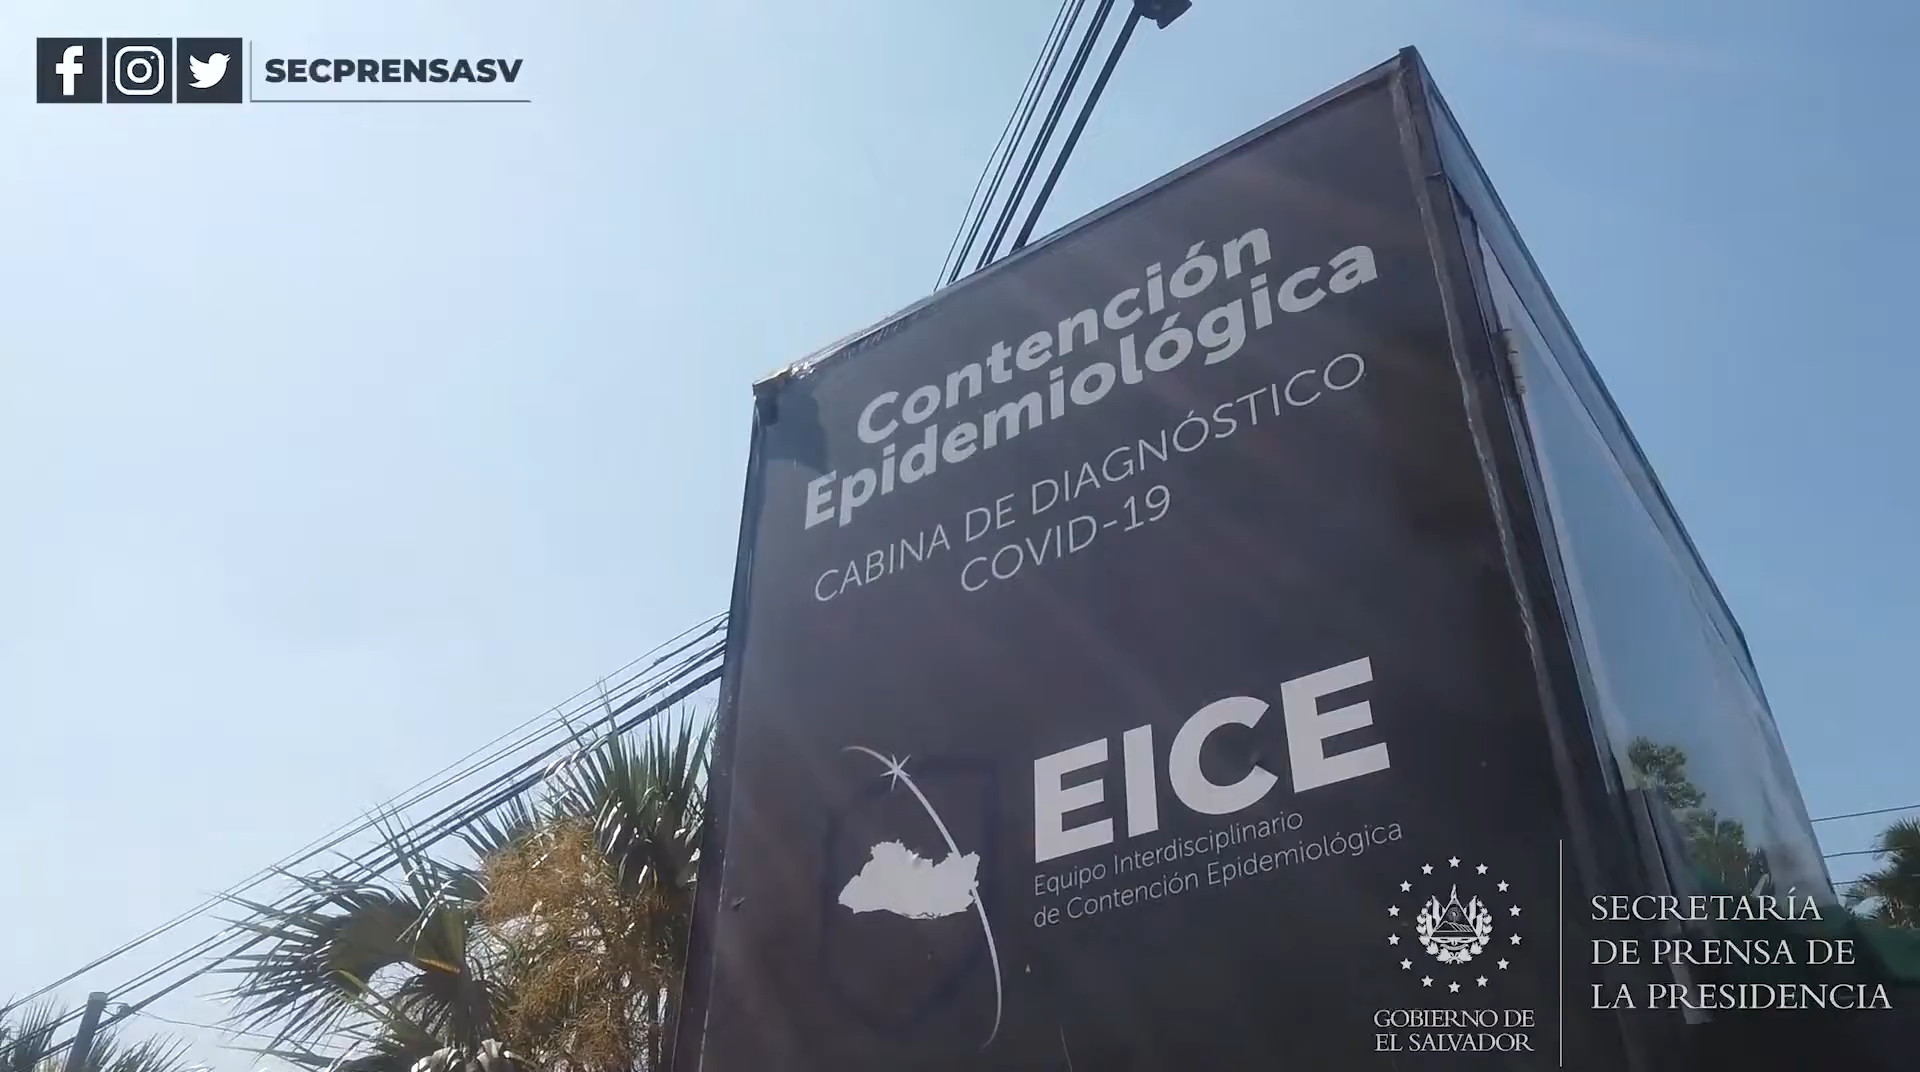 SECPRENSASV
Contención
Epidemiológica
CABINA DE DIAGNÓSTICO
COVID-19
EICE
Equipo Interdisciplinario
de Contención Epidemiológica
GOBIERNO DE
EL SALVADOR
SECRETARÍA
DE PRENSA DE
LA PRESIDENCIA